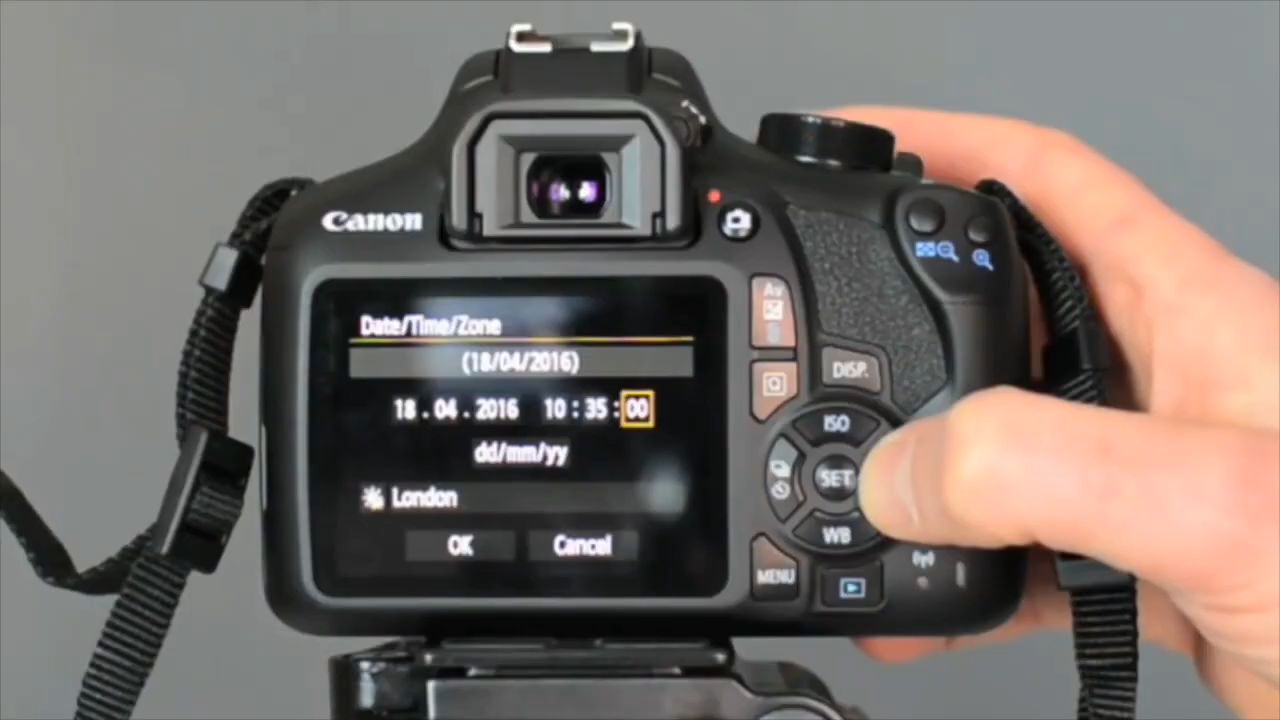 Canon
Date/Time/Zone
(18/04/2016)
18 . 04 . 2016 10 : 35 : 00
dd/mm/yy
London
OK Cancel
Av
Q
DISP.
ISO
SET
WB
MENU